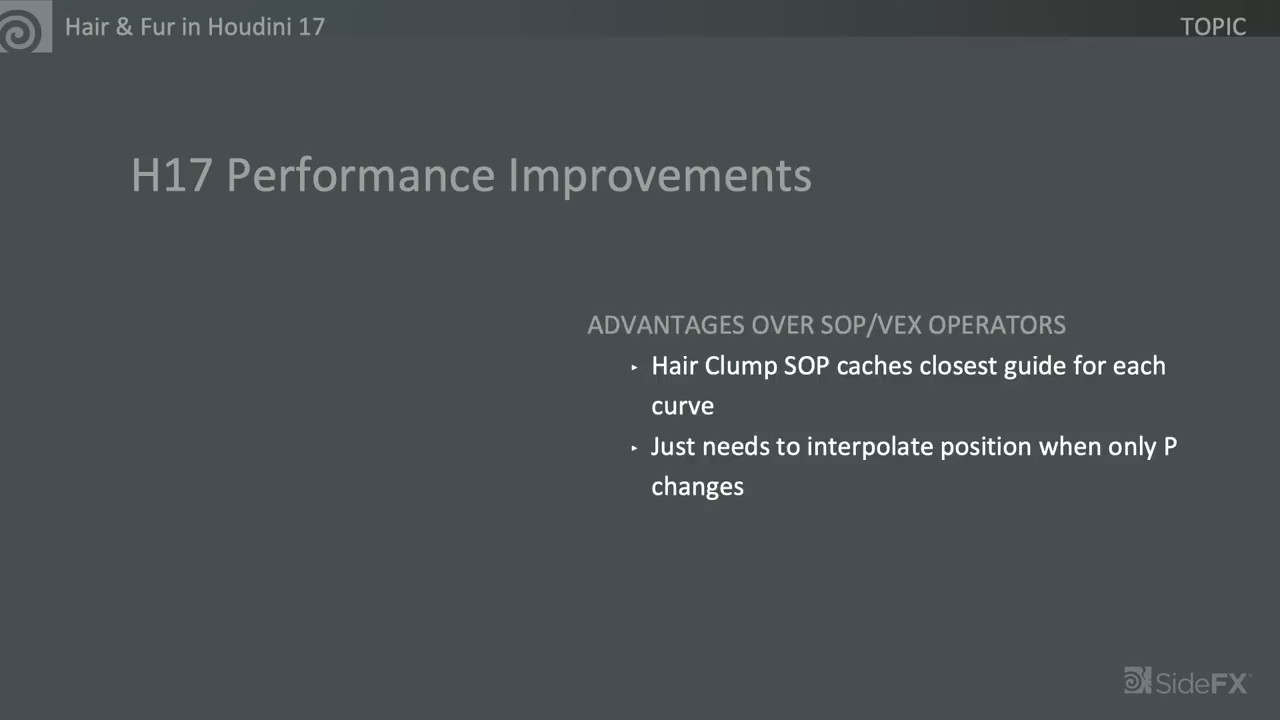 Hair & Fur in Houdini 17
TOPIC
H17 Performance Improvements
ADVANTAGES OVER SOP/VEX OPERATORS
‣ Hair Clump SOP caches closest guide for each
curve
‣ Just needs to interpolate position when only P
changes
SideFX